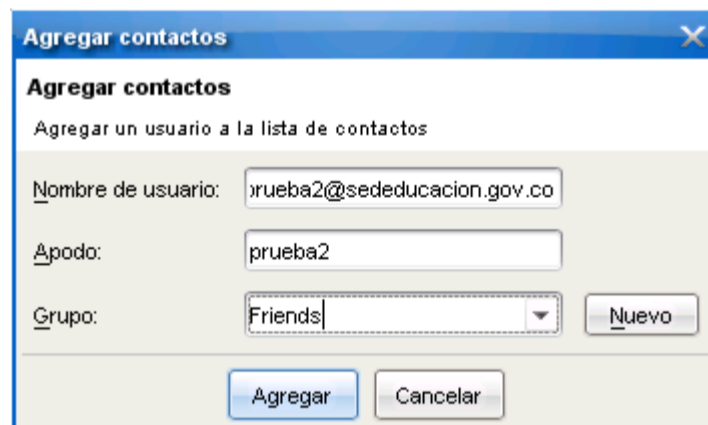 Agregar contactos
Agregar contactos
Agregar un usuario a la lista de contactos
Nombre de usuario: prueba2@sededucacion.gov.co
Apodo: prueba2
Grupo: Friends Nuevo
Agregar Cancelar